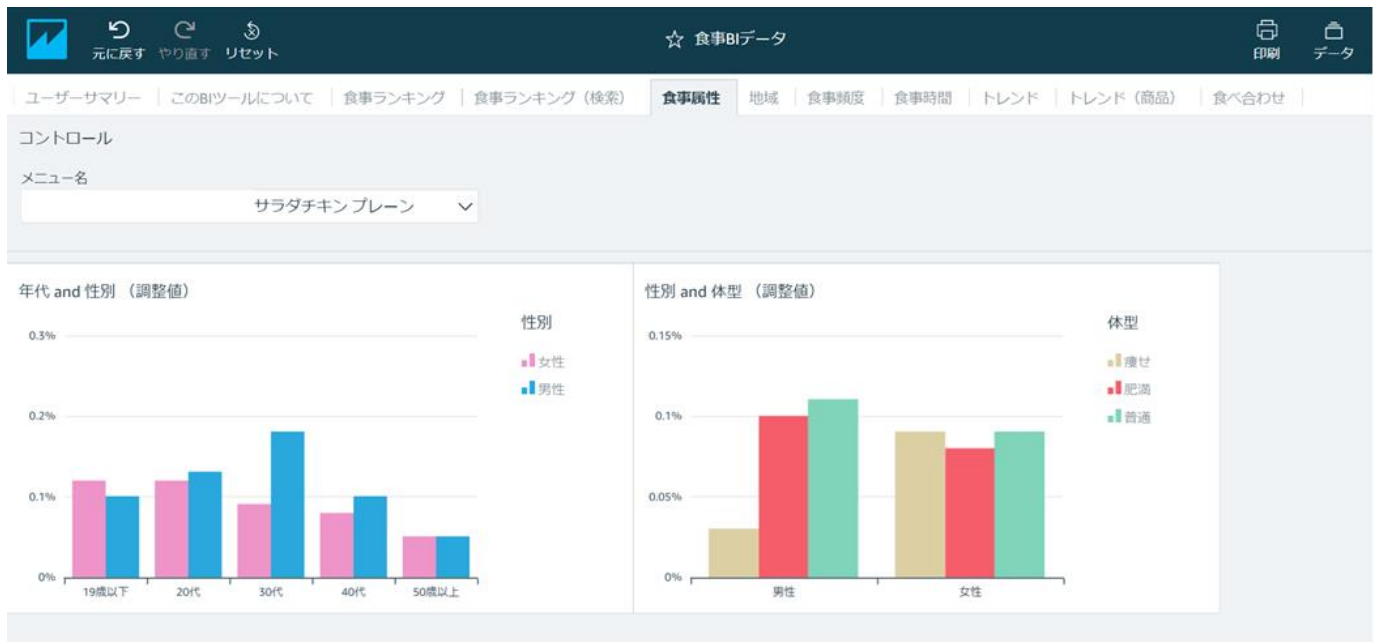 元に戻す やり直す リセット ☆ 食事BIデータ 印刷 データ
ユーザーサマリー このBIツールについて 食事ランキング 食事ランキング（検索） 食事属性 地域 食事頻度 食事時間 トレンド トレンド（商品） 食べ合わせ
コントロール
メニュー名
サラダチキン プレーン
年代 and 性別 （調整値）
性別
女性
男性
0.3%
0.2%
0.1%
0%
19歳以下 20代 30代 40代 50歳以上
性別 and 体型 （調整値）
体型
痩せ
肥満
普通
0.15%
0.1%
0.05%
0%
男性 女性